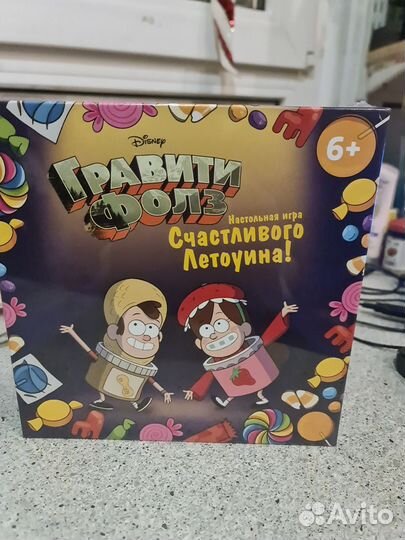 Disney
ГРАВИТИ
ФОЛЗ
6+
Настольная игра
Счастливого
Летоуина!
Avito